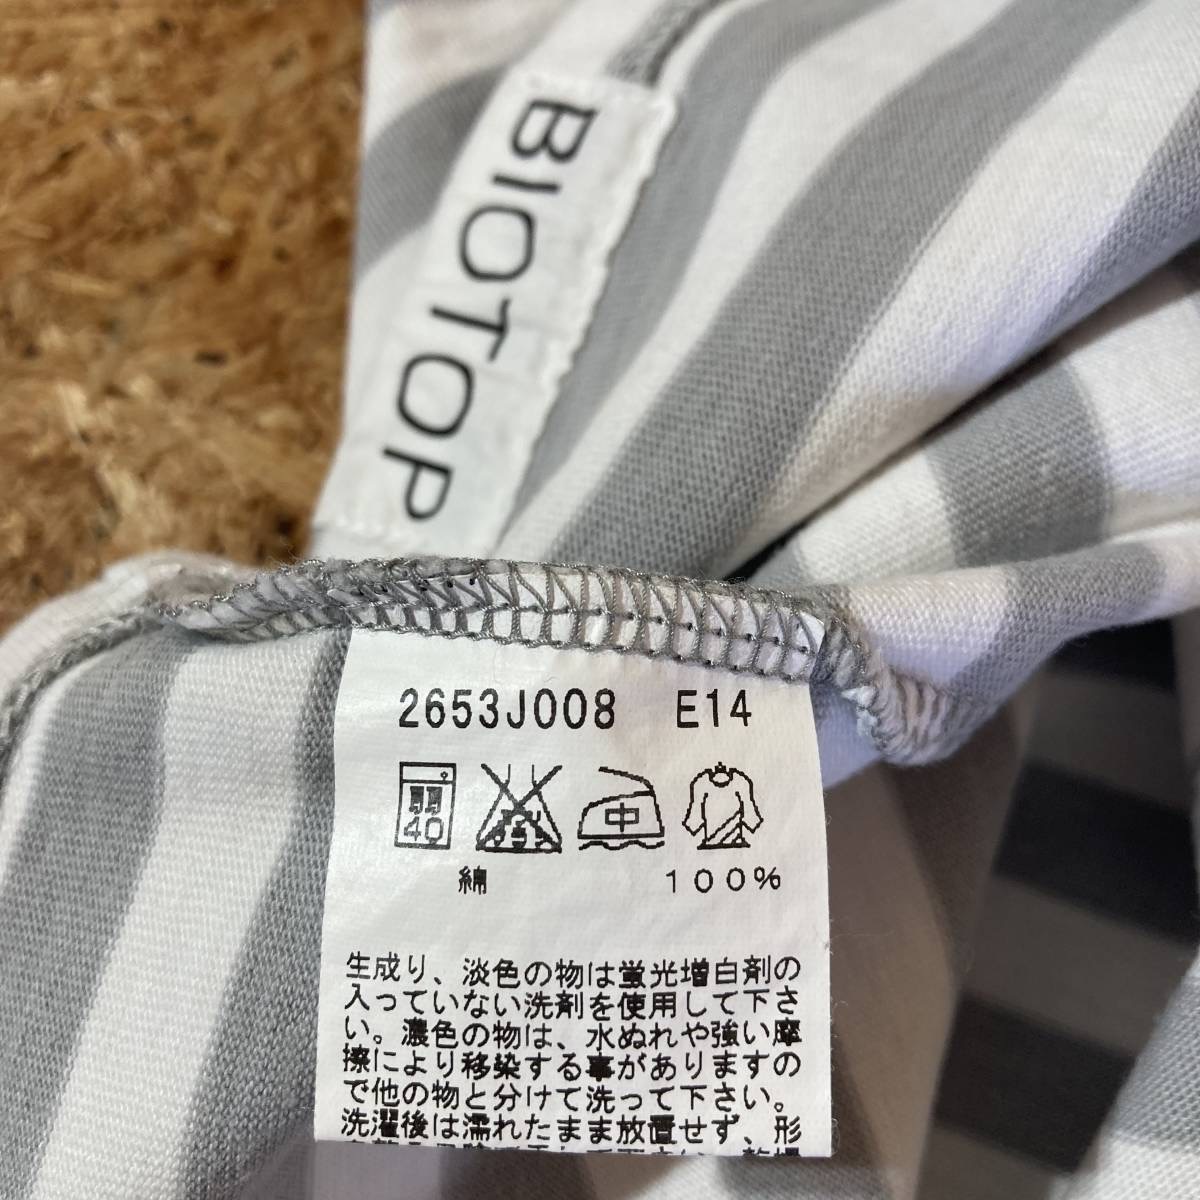 BIOTOP
2653J008 E14
40 中
綿 100%
生成り、淡色の物は蛍光増白剤の
入っていない洗剤を使用して下さ
い。濃色の物は、水ぬれや強い摩
擦により移染する事がありますの
で他の物と分けて洗って下さい。
洗濯後は濡れたまま放置せず、形